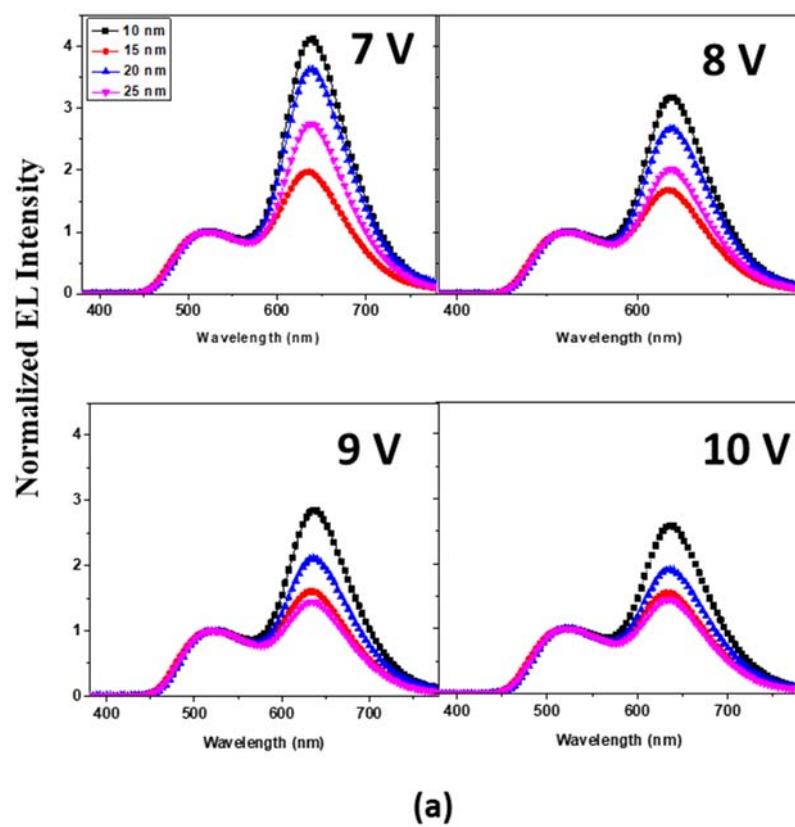 Normalized EL Intensity
10 nm
15 nm
20 nm
25 nm
7 V
4
3
2
1
0
400 500 600 700
Wavelength (nm)
8 V
400 600
Wavelength (nm)
9 V
4
3
2
1
0
400 500 600 700
Wavelength (nm)
10 V
400 500 600 700
Wavelength (nm)
(a)